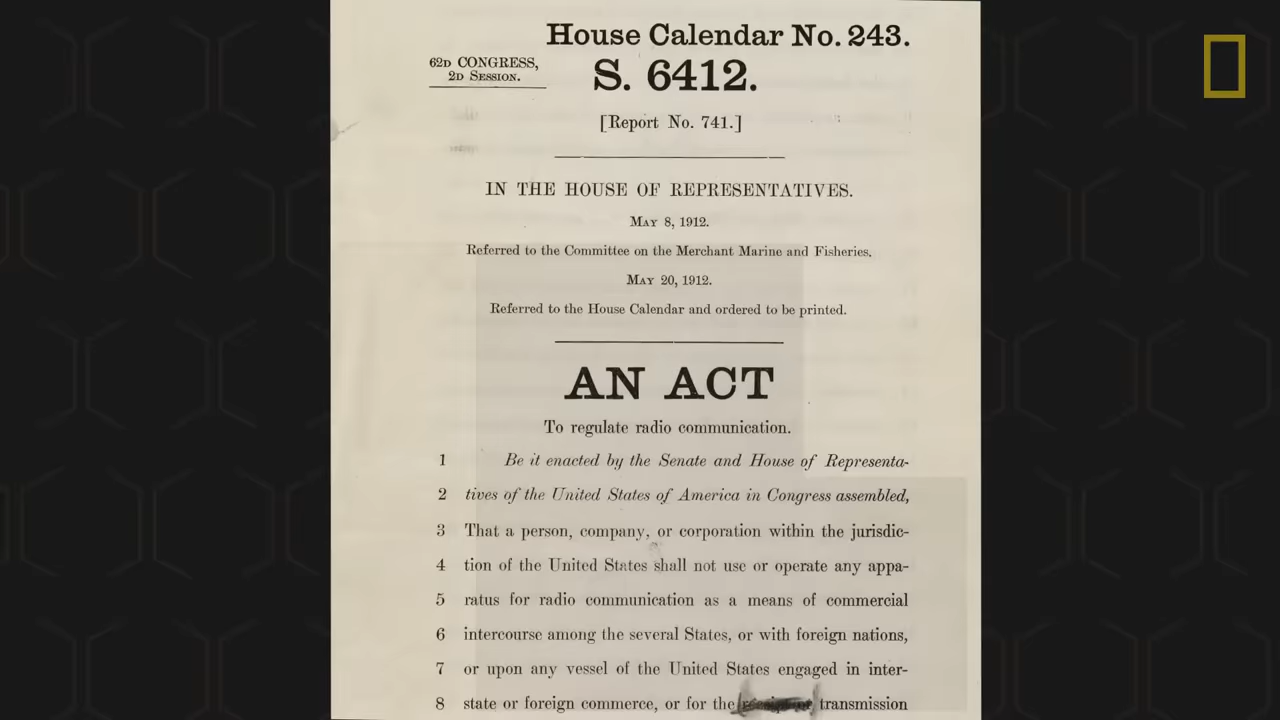 House Calendar No. 243.
62D CONGRESS,
2D SESSION.
S. 6412.
[Report No. 741.]
IN THE HOUSE OF REPRESENTATIVES.
MAY 8, 1912.
Referred to the Committee on the Merchant Marine and Fisheries.
MAY 20, 1912.
Referred to the House Calendar and ordered to be printed.
AN ACT
To regulate radio communication.
1 Be it enacted by the Senate and House of Representa-
2 tives of the United States of America in Congress assembled,
3 That a person, company, or corporation within the jurisdic-
4 tion of the United States shall not use or operate any appa-
5 ratus for radio communication as a means of commercial
6 intercourse among the several States, or with foreign nations,
7 or upon any vessel of the United States engaged in inter-
8 state or foreign commerce, or for the transmission